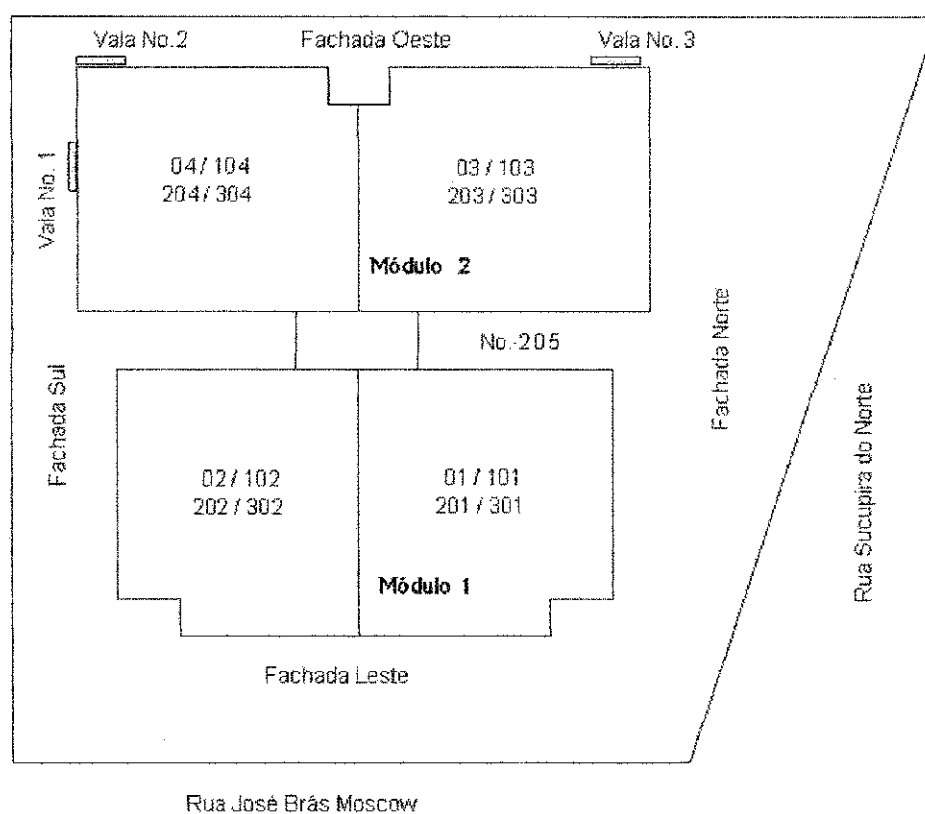 Vala No.2
Fachada Oeste
Vala No. 3
Vala No. 1
04 / 104
204 / 304
03 / 103
203 / 303
Módulo 2
No.-205
Fachada Norte
Fachada Sul
Rua Sucupira do Norte
02 / 102
202 / 302
01 / 101
201 / 301
Módulo 1
Fachada Leste
Rua José Brás Moscow